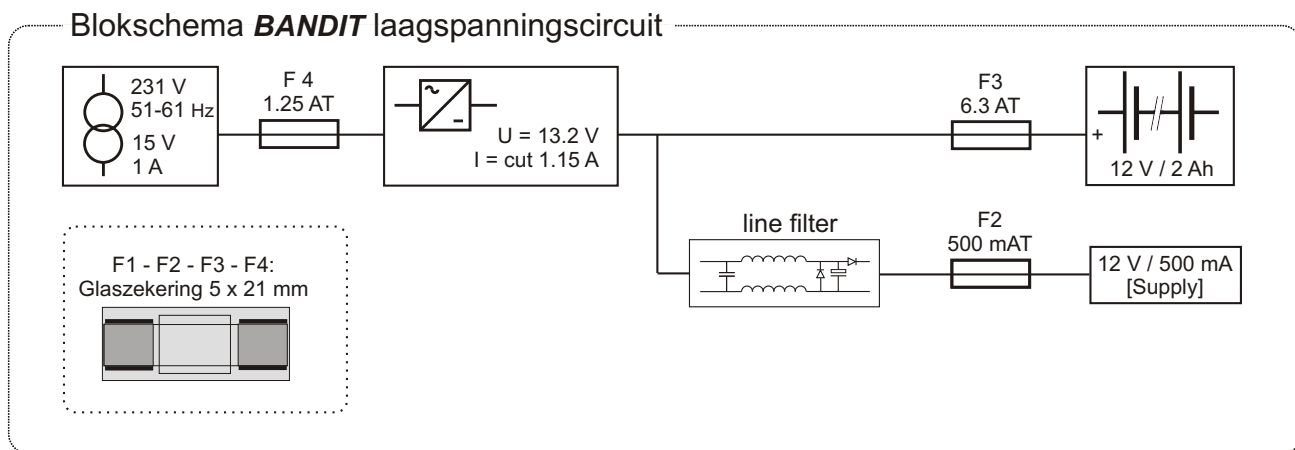 Blokschema BANDIT laagspanningscircuit
231 V
51-61 Hz
15 V
1 A
F 4
1.25 AT
~
-
U = 13.2 V
I = cut 1.15 A
F3
6.3 AT
+
12 V / 2 Ah
line filter
F2
500 mAT
12 V / 500 mA
[Supply]
F1 - F2 - F3 - F4:
Glaszekering 5 x 21 mm